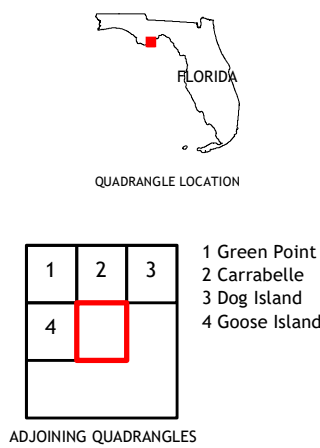 FLORIDA
QUADRANGLE LOCATION
1 2 3
4
1 Green Point
2 Carrabelle
3 Dog Island
4 Goose Island
ADJOINING QUADRANGLES